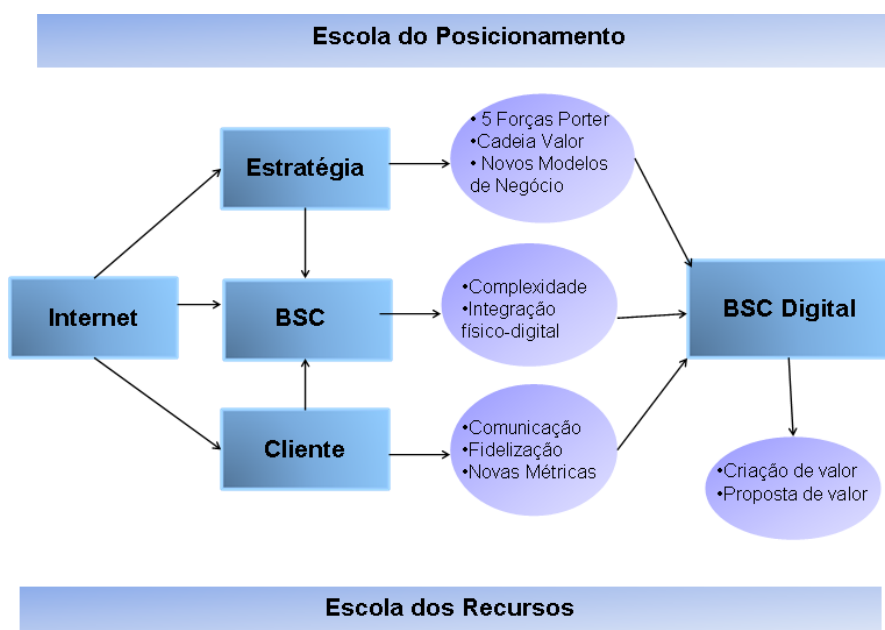 Escola do Posicionamento
Estratégia
• 5 Forças Porter
•Cadeia Valor
• Novos Modelos
de Negócio
Internet
BSC
•Complexidade
•Integração
físico-digital
BSC Digital
Cliente
•Comunicação
•Fidelização
•Novas Métricas
•Criação de valor
•Proposta de valor
Escola dos Recursos